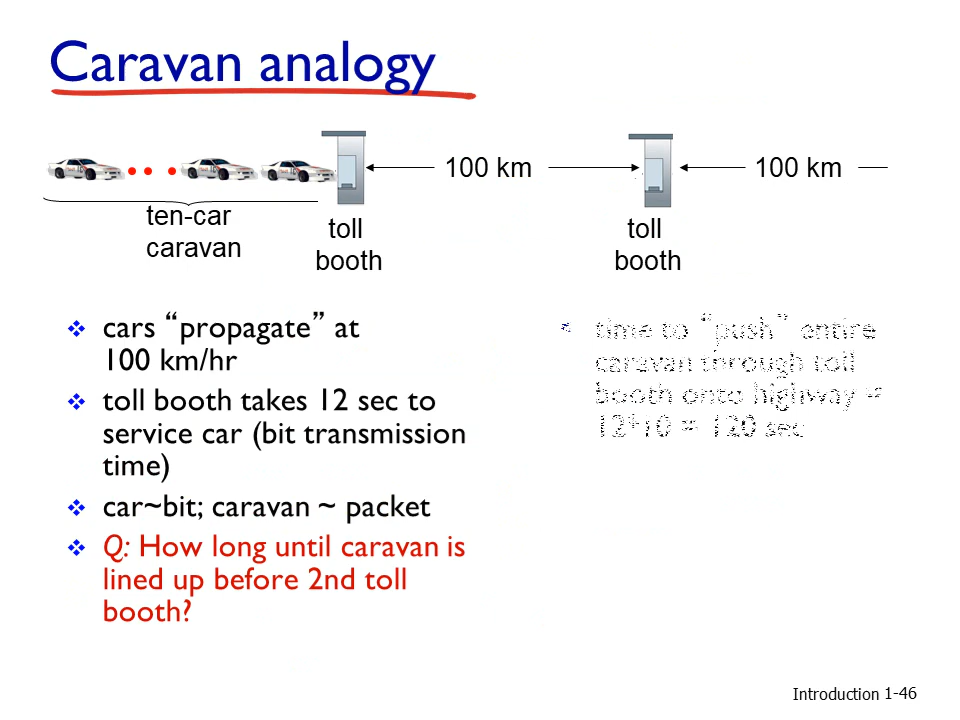 Caravan analogy
100 km
100 km
ten-car
caravan
toll
booth
toll
booth
❖ cars “propagate” at
100 km/hr
❖ toll booth takes 12 sec to
service car (bit transmission
time)
❖ car~bit; caravan ~ packet
❖ Q: How long until caravan is
lined up before 2nd toll
booth?
time to “push” entire
caravan through toll
booth onto highway =
12*10 = 120 sec
Introduction 1-46